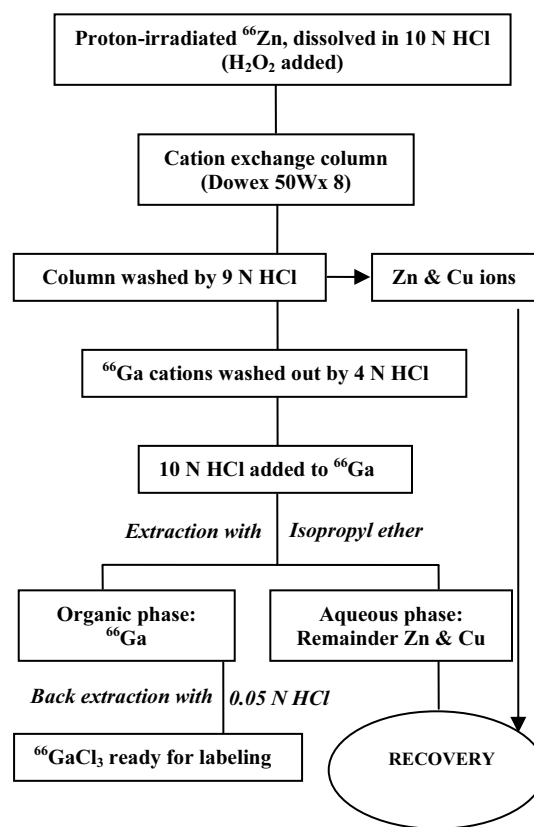 Proton-irradiated ⁶⁶Zn, dissolved in 10 N HCl
(H₂O₂ added)
Cation exchange column
(Dowex 50Wx 8)
Column washed by 9 N HCl
Zn & Cu ions
⁶⁶Ga cations washed out by 4 N HCl
10 N HCl added to ⁶⁶Ga
Extraction with Isopropyl ether
Organic phase:
⁶⁶Ga
Aqueous phase:
Remainder Zn & Cu
Back extraction with 0.05 N HCl
⁶⁶GaCl₃ ready for labeling
RECOVERY